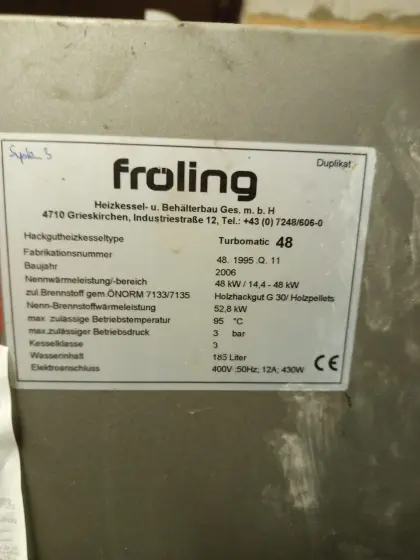 Duplikat
froling
Heizkessel- u. Behälterbau Ges. m. b. H
4710 Grieskirchen, Industriestraße 12, Tel.: +43 (0) 7248/606-0
Hackgutheizkesseltype Turbomatic 48
Fabrikationsnummer 48. 1995 .Q. 11
Baujahr 2006
Nennwärmeleistung/-bereich 48 kW / 14,4 - 48 kW
zul.Brennstoff gem.ÖNORM 7133/7135 Holzhackgut G 30/ Holzpellets
Nenn-Brennstoffwärmeleistung 52,8 kW
max. zulässige Betriebstemperatur 95 °C
max.zulässiger Betriebsdruck 3 bar
Kesselklasse 3
Wasserinhalt 185 Liter
Elektroanschluss 400V ;50Hz; 12A; 430W
CE